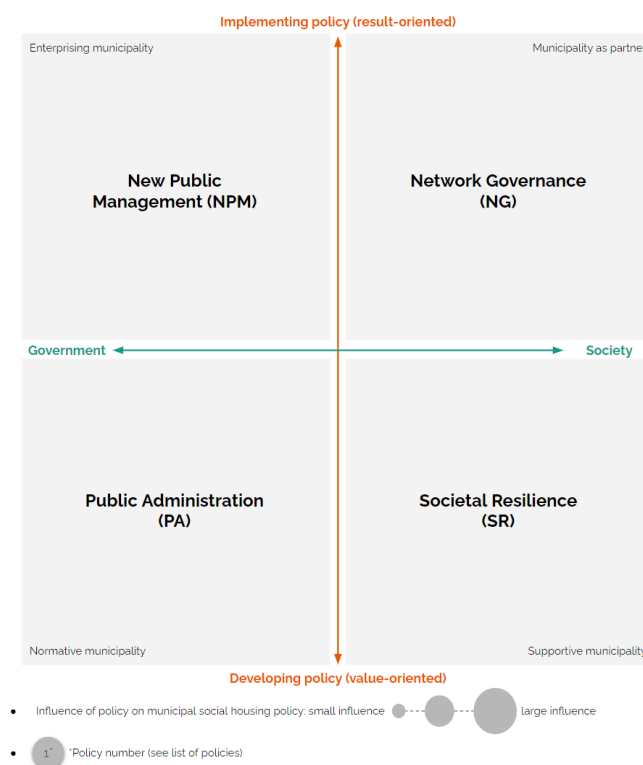 Implementing policy (result-oriented)
Enterprising municipality
Municipality as partne
New Public
Management (NPM)
Network Governance
(NG)
Government
Society
Public Administration
(PA)
Societal Resilience
(SR)
Normative municipality
Supportive municipality
Developing policy (value-oriented)
• Influence of policy on municipal social housing policy: small influence large influence
• 1* *Policy number (see list of policies)